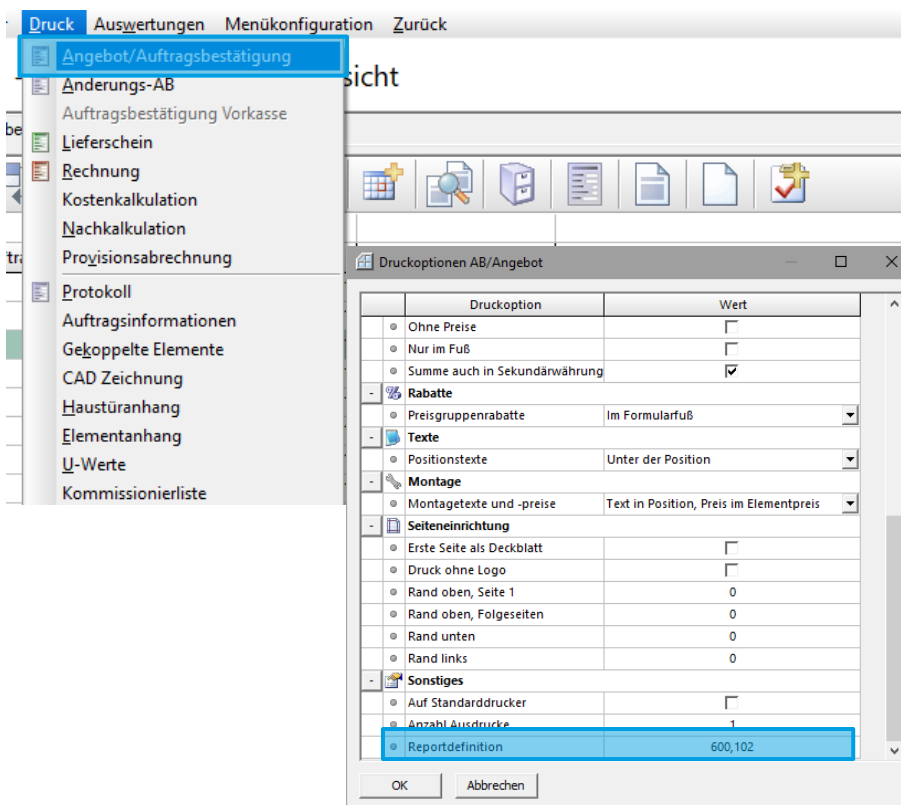 Druck Auswertungen Menükonfiguration Zurück
Angebot/Auftragsbestätigung
sicht
Änderungs-AB
Auftragsbestätigung Vorkasse
Lieferschein
Rechnung
Kostenkalkulation
Nachkalkulation
Provisionsabrechnung
Protokoll
Auftragsinformationen
Gekoppelte Elemente
CAD Zeichnung
Haustüranhang
Elementanhang
U-Werte
Kommissionierliste
Druckoptionen AB/Angebot
Druckoption Wert
Ohne Preise
Nur im Fuß
Summe auch in Sekundärwährung
Rabatte
Preisgruppenrabatte Im Formularfuß
Texte
Positionstexte Unter der Position
Montage
Montagetexte und -preise Text in Position, Preis im Elementpreis
Seiteneinrichtung
Erste Seite als Deckblatt
Druck ohne Logo
Rand oben, Seite 1 0
Rand oben, Folgeseiten 0
Rand unten 0
Rand links 0
Sonstiges
Auf Standarddrucker
Anzahl Ausdrucke 1
Reportdefinition 600,102
OK Abbrechen